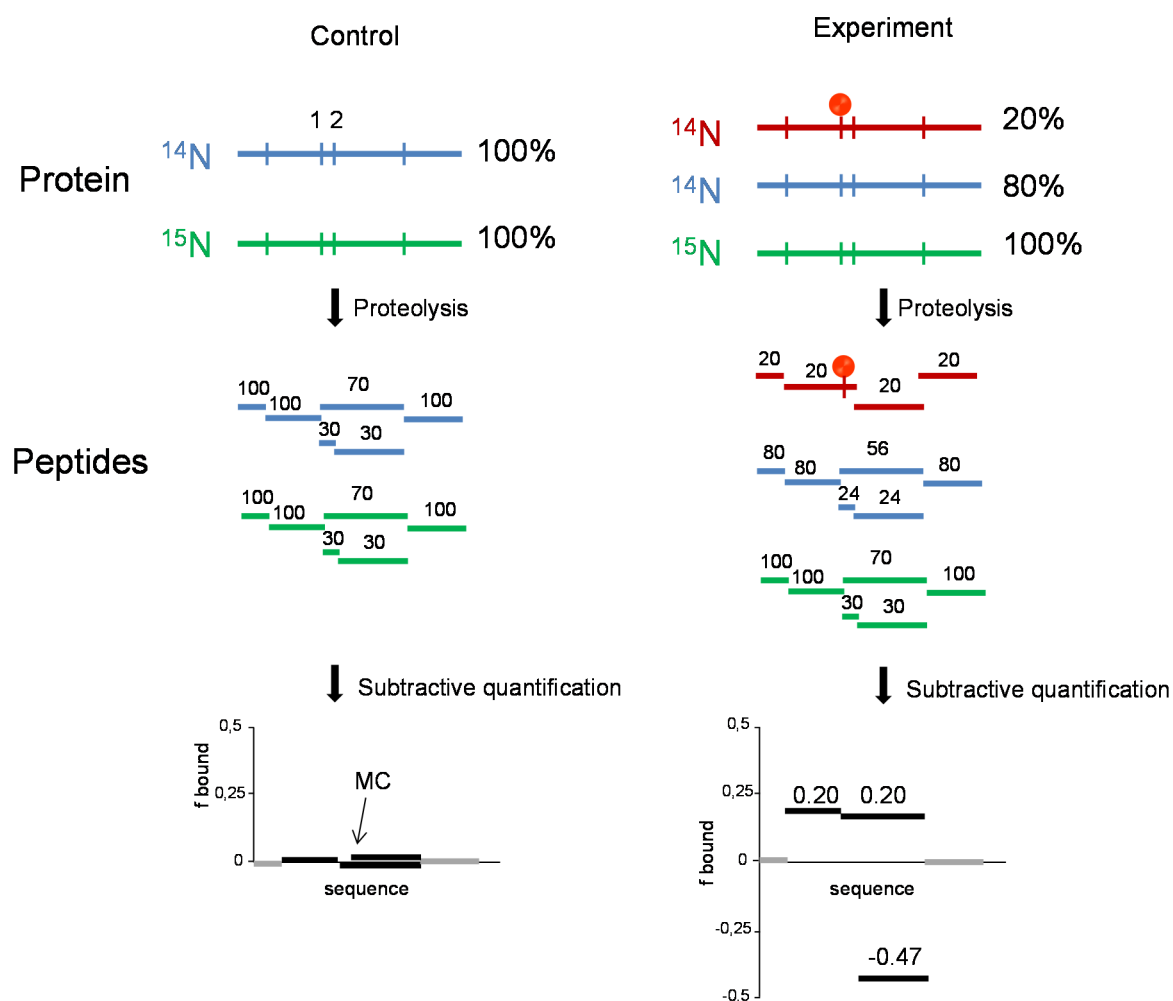 Control
1 2
Protein
¹⁴N
100%
¹⁵N
100%
Proteolysis
Peptides
100
100
70
100
30
30
100
100
70
100
30
30
Subtractive quantification
f bound
0,5
0,25
0
MC
sequence
Experiment
¹⁴N
20%
¹⁴N
80%
¹⁵N
100%
Proteolysis
20
20
20
20
80
80
56
80
24
24
100
100
70
100
30
30
Subtractive quantification
f bound
0,5
0,25
0
-0,25
-0,5
0.20
0.20
sequence
-0.47